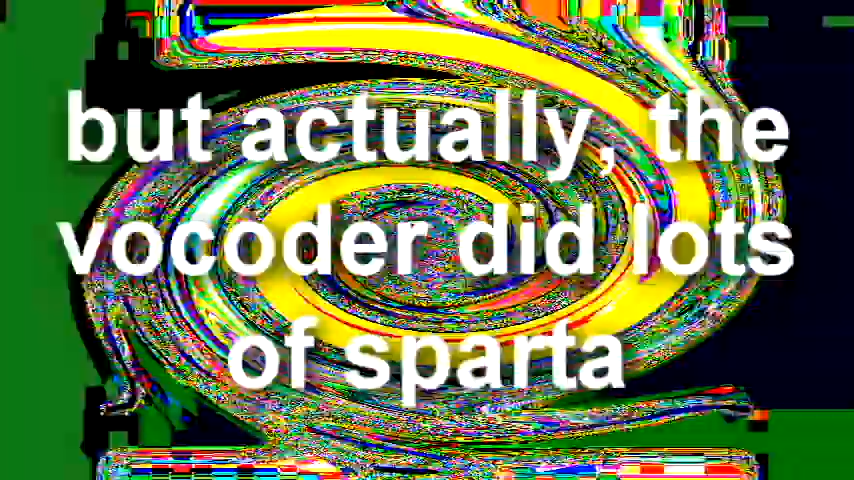 but actually, the
vocoder did lots
of sparta